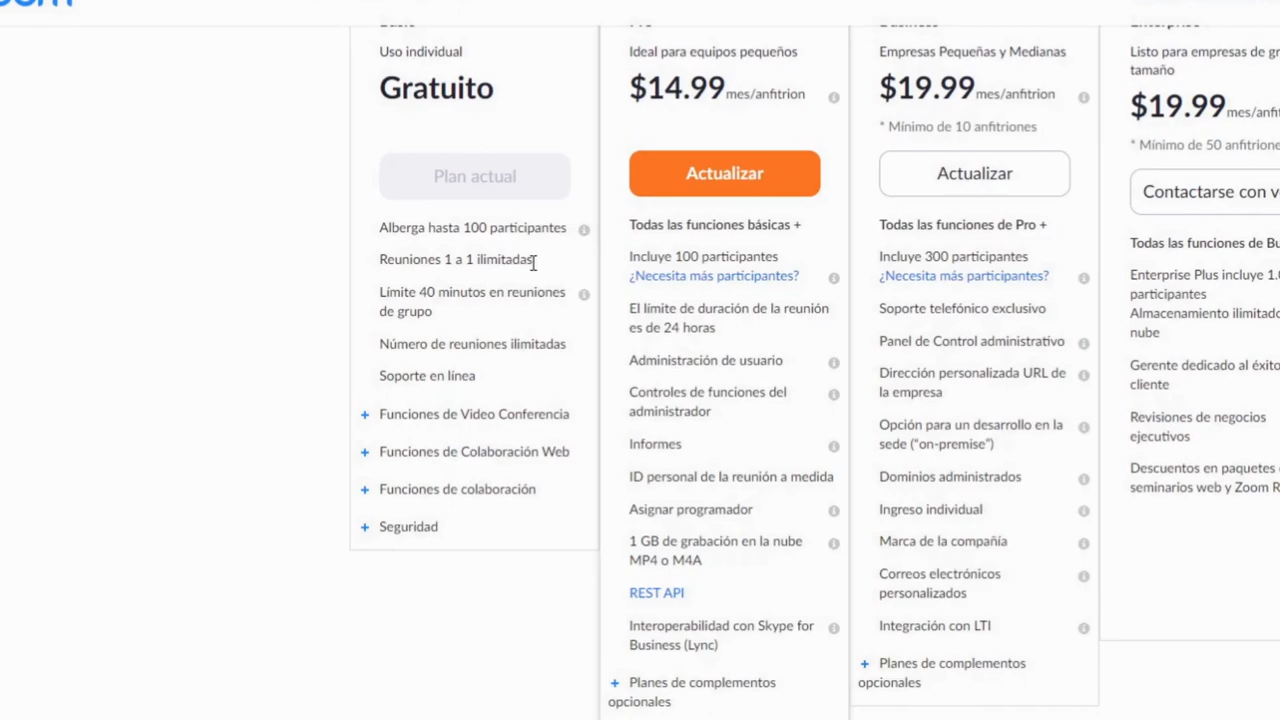 Uso individual
Gratuito
Plan actual
Alberga hasta 100 participantes
Reuniones 1 a 1 ilimitadas
Límite 40 minutos en reuniones
de grupo
Número de reuniones ilimitadas
Soporte en línea
+ Funciones de Video Conferencia
+ Funciones de Colaboración Web
+ Funciones de colaboración
+ Seguridad
Ideal para equipos pequeños
$14.99 mes/anfitrion
Actualizar
Todas las funciones básicas +
Incluye 100 participantes
¿Necesita más participantes?
El límite de duración de la reunión
es de 24 horas
Administración de usuario
Controles de funciones del
administrador
Informes
ID personal de la reunión a medida
Asignar programador
1 GB de grabación en la nube
MP4 o M4A
REST API
Interoperabilidad con Skype for
Business (Lync)
+ Planes de complementos
opcionales
Empresas Pequeñas y Medianas
$19.99 mes/anfitrion
* Mínimo de 10 anfitriones
Actualizar
Todas las funciones de Pro +
Incluye 300 participantes
¿Necesita más participantes?
Soporte telefónico exclusivo
Panel de Control administrativo
Dirección personalizada URL de
la empresa
Opción para un desarrollo en la
sede (“on-premise”)
Dominios administrados
Ingreso individual
Marca de la compañía
Correos electrónicos
personalizados
Integración con LTI
+ Planes de complementos
opcionales
Listo para empresas de
tamaño
$19.99 mes/
* Mínimo de 50
Contactarse con
Todas las funciones de
Enterprise Plus incluye
participantes
Almacenamiento
nube
Gerente dedicado al
cliente
Revisiones de negocios
ejecutivos
Descuentos en paquetes
seminarios web y Zoom